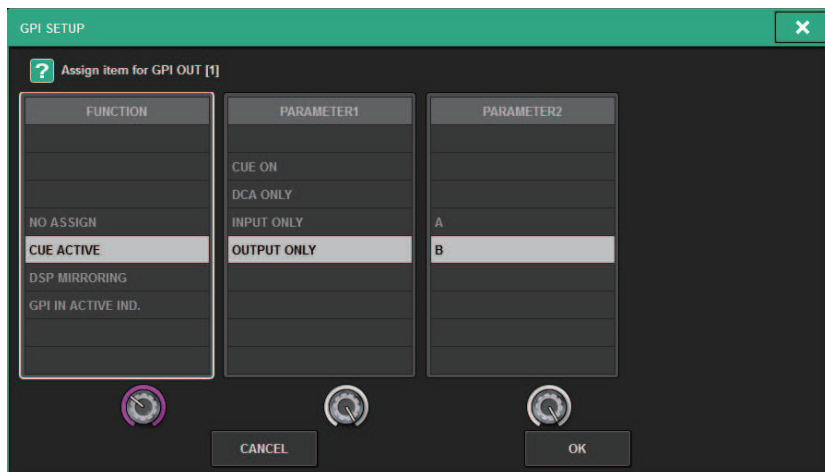 GPI SETUP
Assign item for GPI OUT [1]
FUNCTION
NO ASSIGN
CUE ACTIVE
DSP MIRRORING
GPI IN ACTIVE IND.
PARAMETER1
CUE ON
DCA ONLY
INPUT ONLY
OUTPUT ONLY
PARAMETER2
A
B
CANCEL
OK